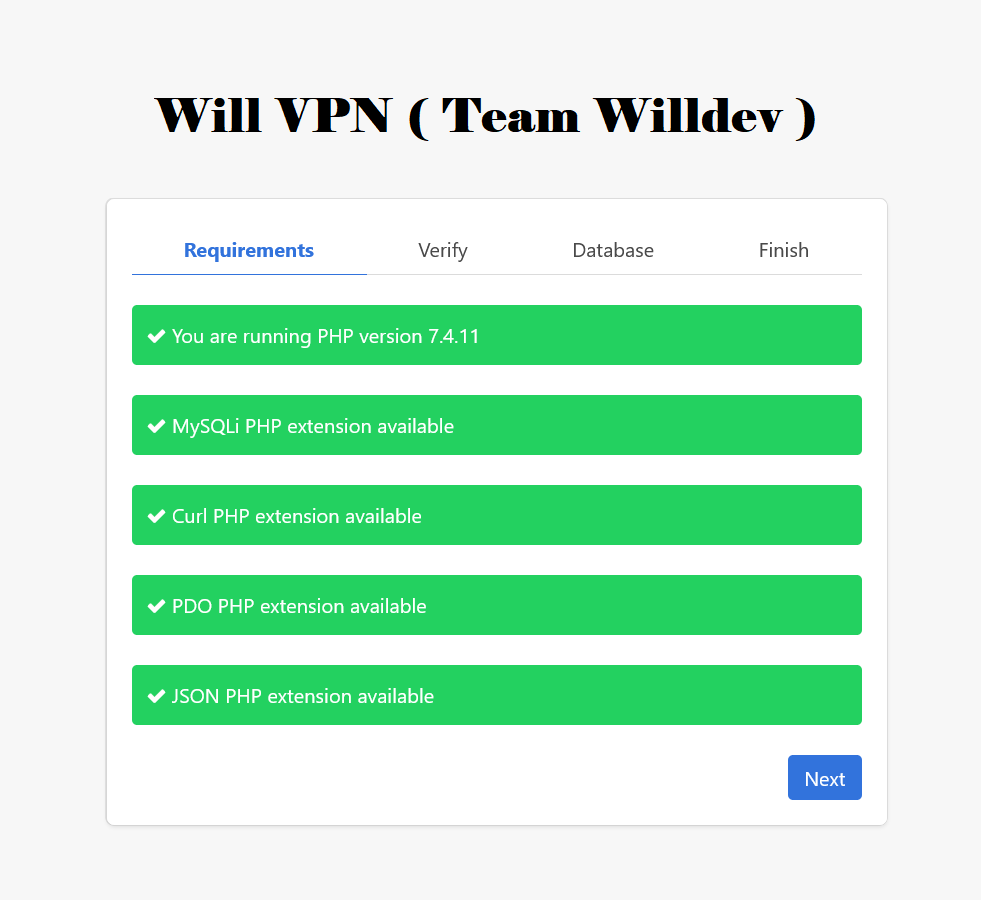 Will VPN ( Team Willdev )
Requirements Verify Database Finish
You are running PHP version 7.4.11
MySQLi PHP extension available
Curl PHP extension available
PDO PHP extension available
JSON PHP extension available
Next